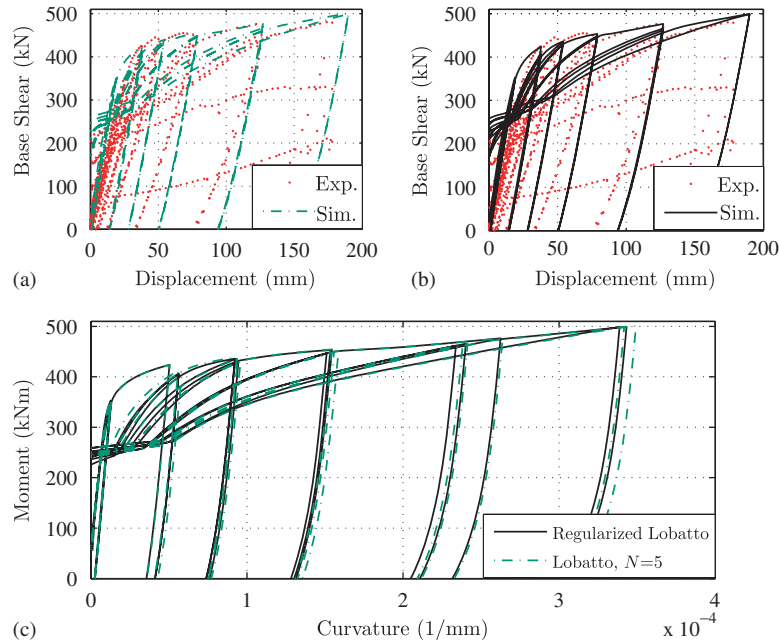 500
400
300
200
100
0
Base Shear (kN)
0 50 100 150 200
Displacement (mm)
Exp.
Sim.
(a)
500
400
300
200
100
0
Base Shear (kN)
0 50 100 150 200
Displacement (mm)
Exp.
Sim.
(b)
500
400
300
200
100
0
Moment (kNm)
0 1 2 3 4
Curvature (1/mm)
x 10⁻⁴
Regularized Lobatto
Lobatto, N=5
(c)